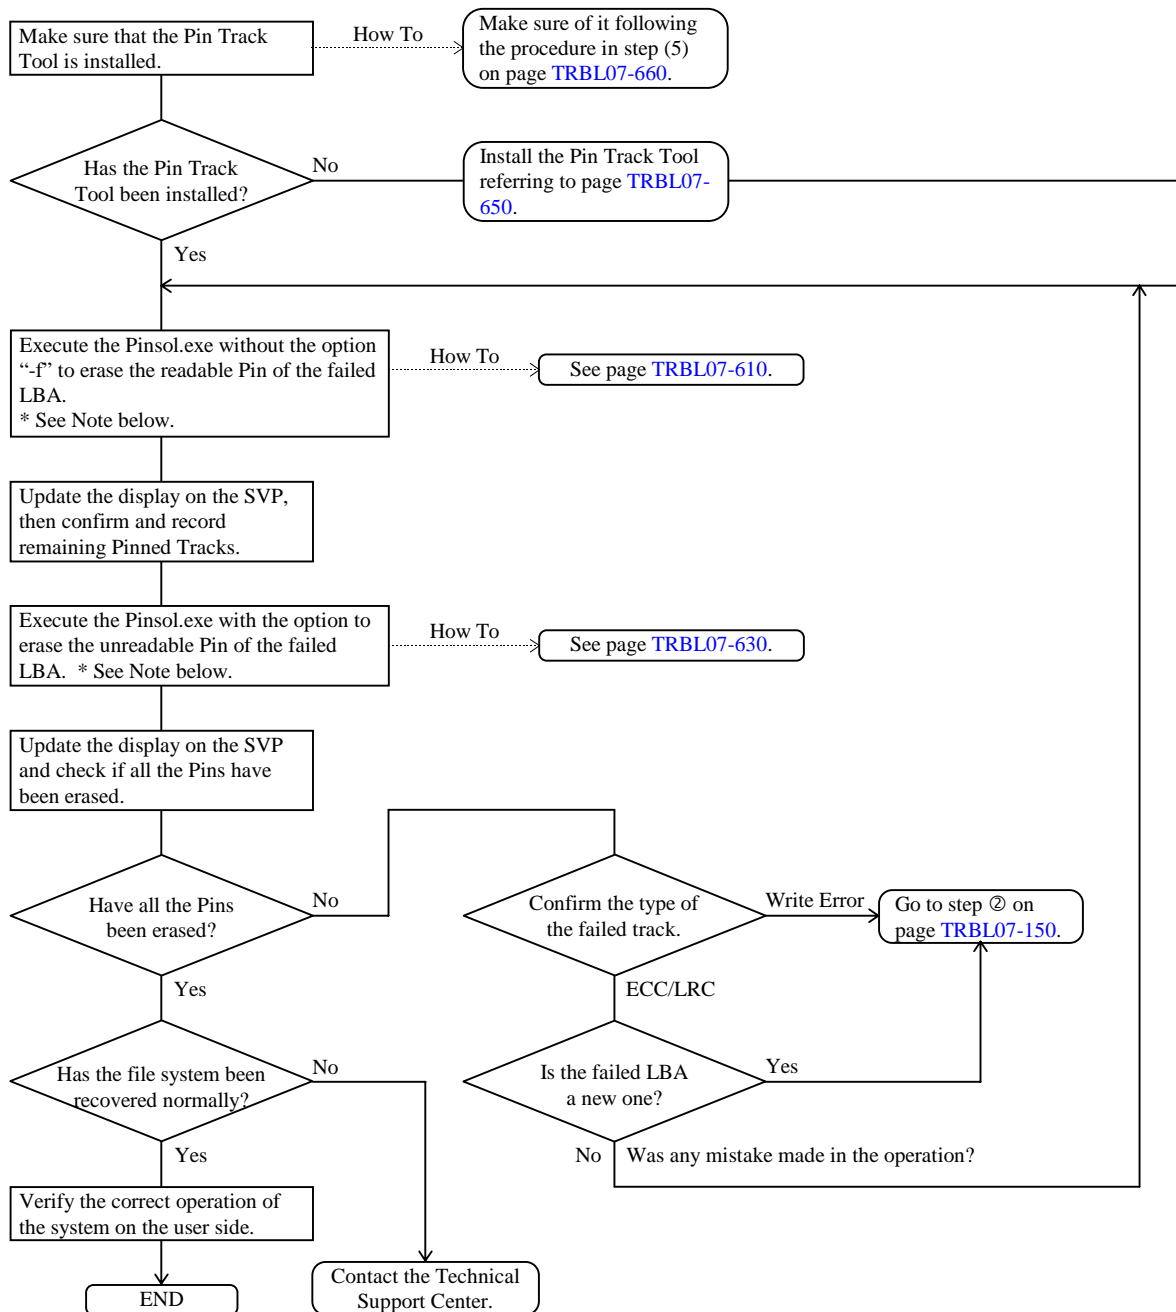 Make sure that the Pin Track
Tool is installed.
How To
Make sure of it following
the procedure in step (5)
on page TRBL07-660.
Has the Pin Track
Tool been installed?
No
Install the Pin Track Tool
referring to page TRBL07-
650.
Yes
Execute the Pinsol.exe without the option
“-f” to erase the readable Pin of the failed
LBA.
* See Note below.
How To
See page TRBL07-610.
Update the display on the SVP,
then confirm and record
remaining Pinned Tracks.
Execute the Pinsol.exe with the option to
erase the unreadable Pin of the failed
LBA. * See Note below.
How To
See page TRBL07-630.
Update the display on the SVP
and check if all the Pins have
been erased.
Have all the Pins
been erased?
No
Confirm the type of
the failed track.
Write Error
Go to step ② on
page TRBL07-150.
Yes
ECC/LRC
Has the file system been
recovered normally?
No
Is the failed LBA
a new one?
Yes
Yes
No
Was any mistake made in the operation?
Verify the correct operation of
the system on the user side.
Contact the Technical
Support Center.
END